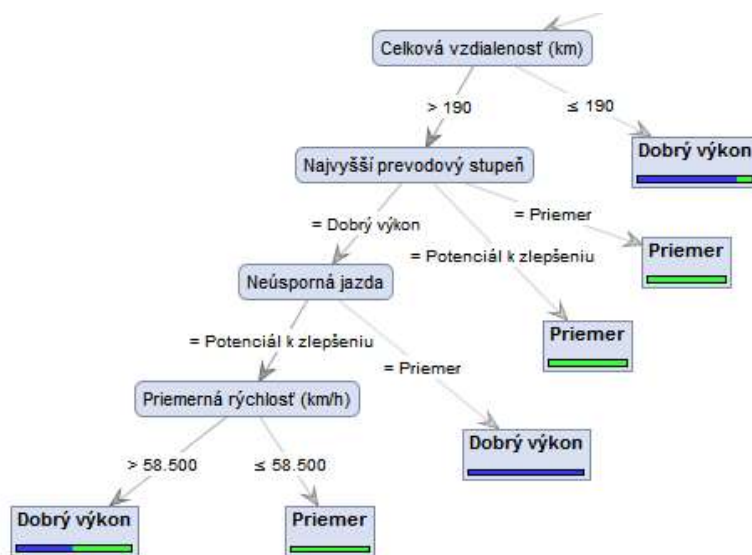 Celková vzdialenosť (km)
> 190
≤ 190
Dobrý výkon
Najvyšší prevodový stupeň
= Dobrý výkon
= Priemer
= Potenciál k zlepšeniu
Priemer
Neúsporná jazda
Priemer
= Potenciál k zlepšeniu
= Priemer
Priemerná rýchlosť (km/h)
Dobrý výkon
> 58.500
≤ 58.500
Dobrý výkon
Priemer